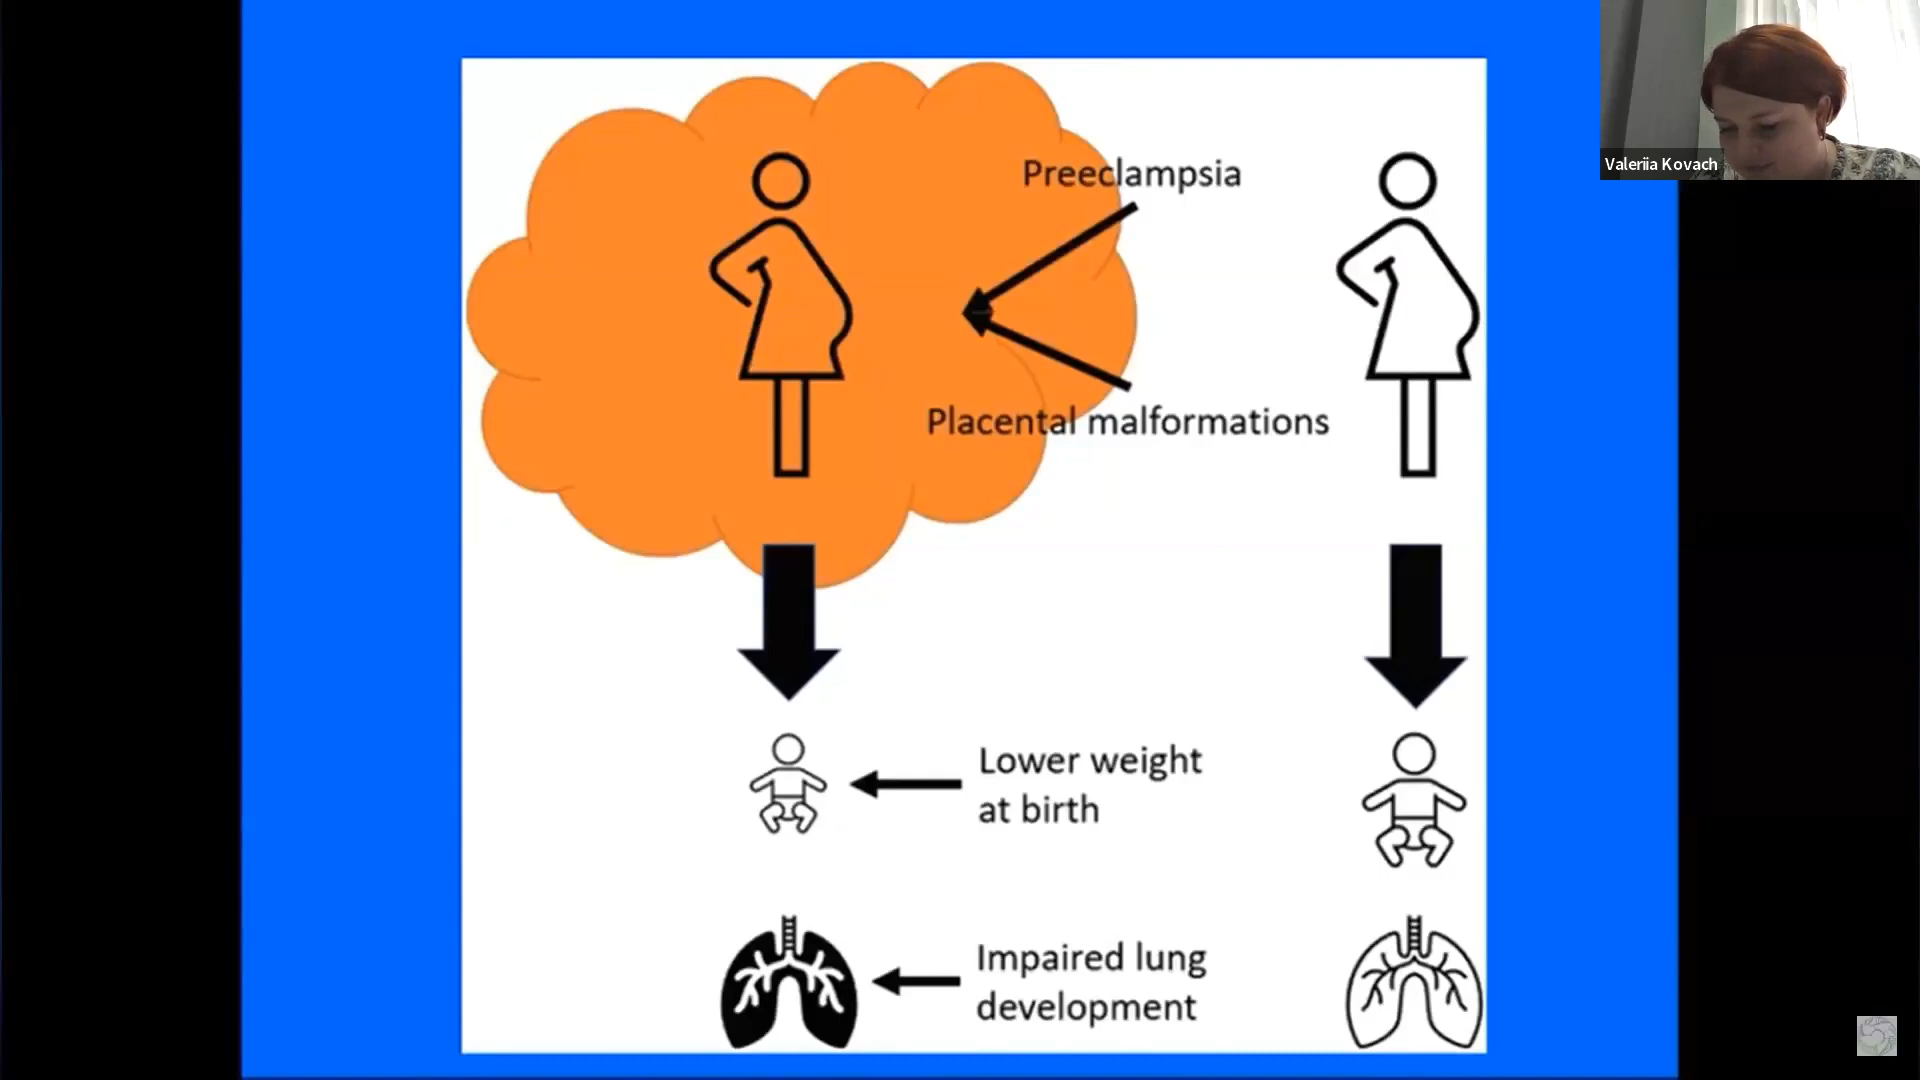 Valeriia Kovach
Preeclampsia
Placental malformations
Lower weight
at birth
Impaired lung
development